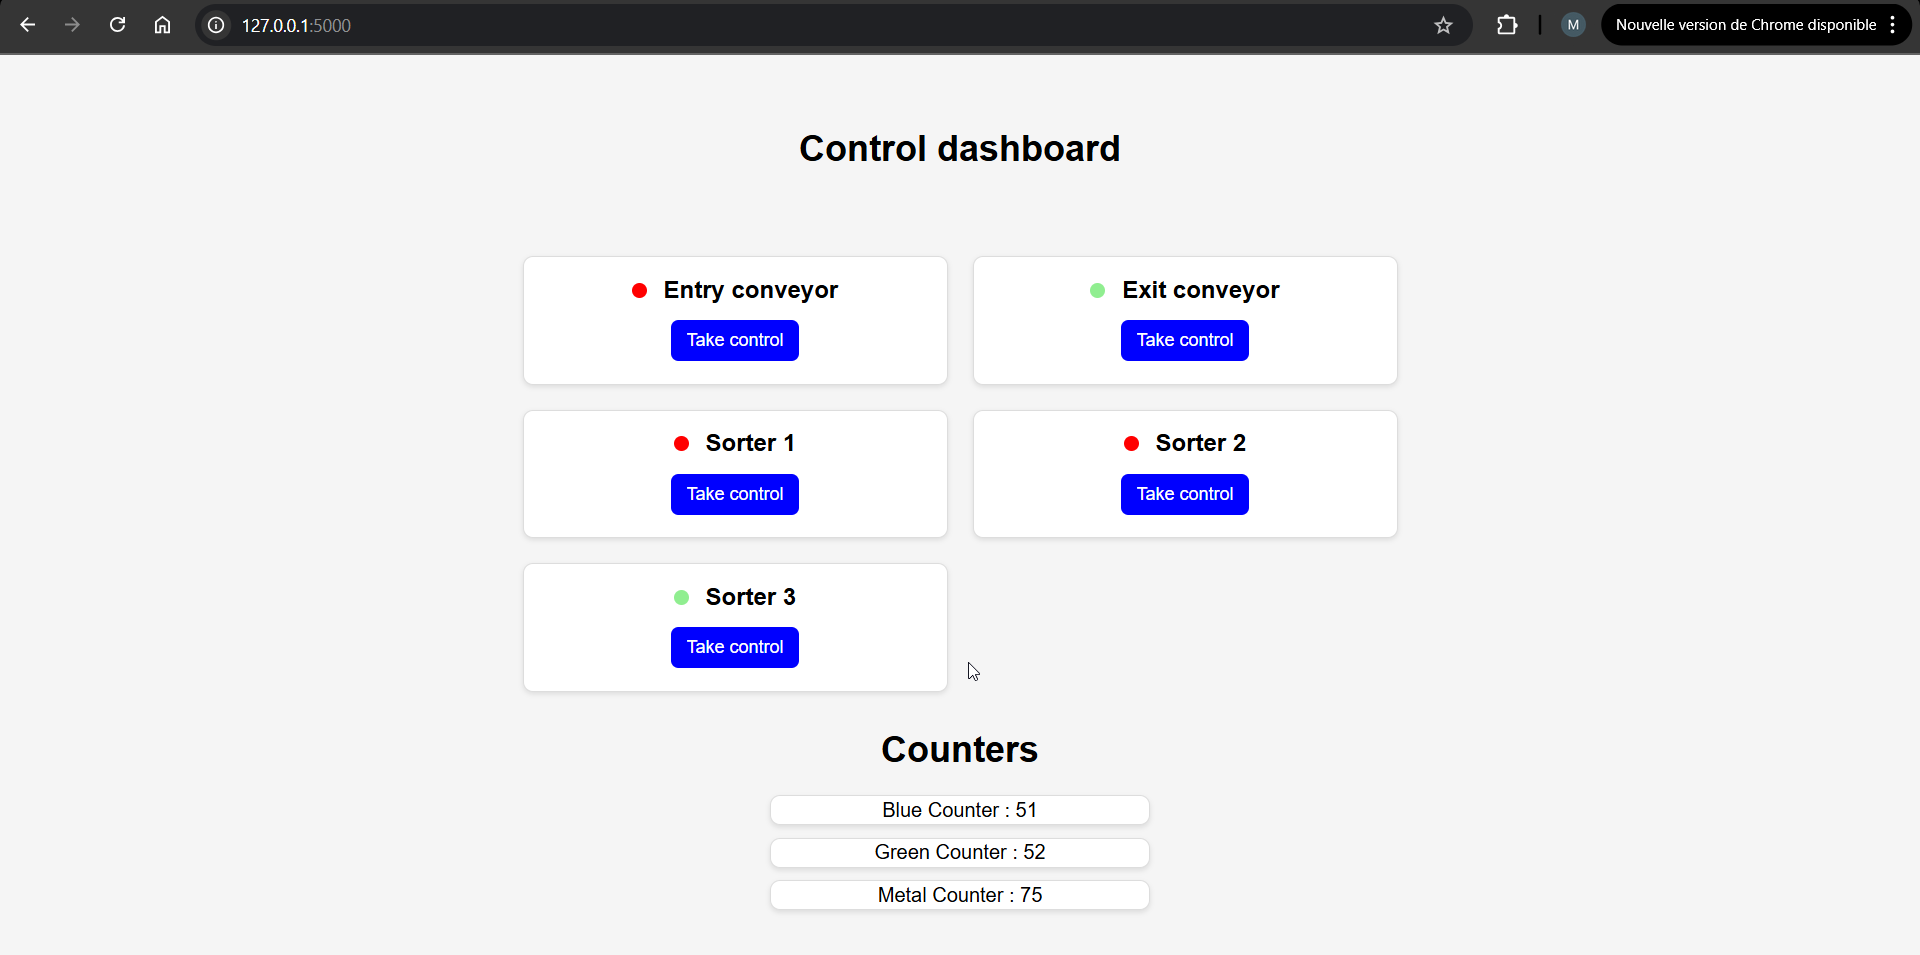 127.0.0.1:5000
M
Nouvelle version de Chrome disponible
Control dashboard
Entry conveyor
Take control
Exit conveyor
Take control
Sorter 1
Take control
Sorter 2
Take control
Sorter 3
Take control
Counters
Blue Counter : 51
Green Counter : 52
Metal Counter : 75